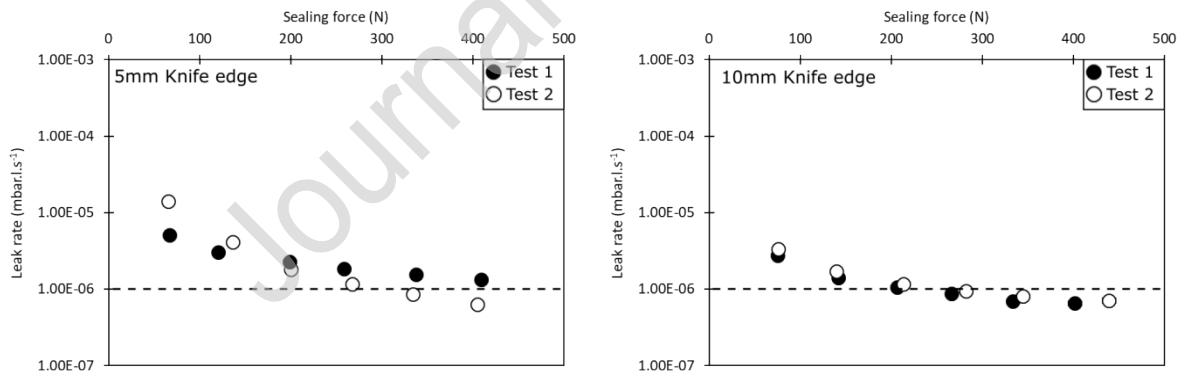 Sealing force (N)
0 100 200 300 400 500
1.00E-03
5mm Knife edge
Test 1
Test 2
1.00E-04
1.00E-05
1.00E-06
1.00E-07
Leak rate (mbar.l.s⁻¹)
Journa
Sealing force (N)
0 100 200 300 400 500
1.00E-03
10mm Knife edge
Test 1
Test 2
1.00E-04
1.00E-05
1.00E-06
1.00E-07
Leak rate (mbar.l.s⁻¹)